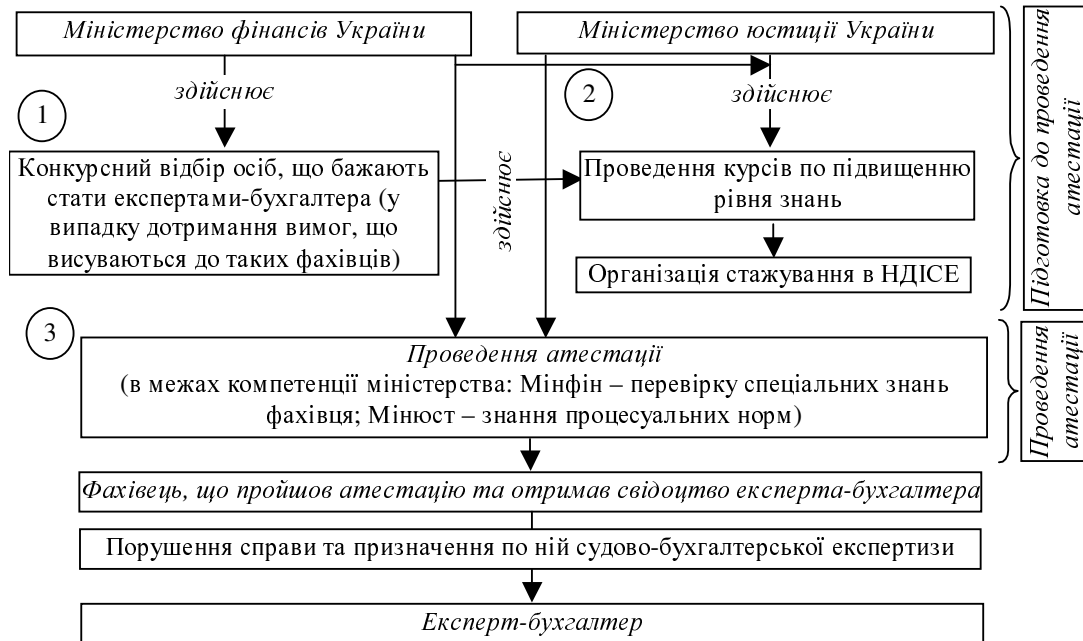 Міністерство фінансів України
Міністерство юстиції України
здійснює
здійснює
1
2
Конкурсний відбір осіб, що бажають
стати експертами-бухгалтера (у
випадку дотримання вимог, що
висуваються до таких фахівців)
здійснює
Проведення курсів по підвищенню
рівня знань
Організація стажування в НДІСЕ
Підготовка до проведення
атестації
3
Проведення атестації
(в межах компетенції міністерства: Мінфін – перевірку спеціальних знань
фахівця; Мінюст – знання процесуальних норм)
Проведення
атестації
Фахівець, що пройшов атестацію та отримав свідоцтво експерта-бухгалтера
Порушення справи та призначення по ній судово-бухгалтерської експертизи
Експерт-бухгалтер